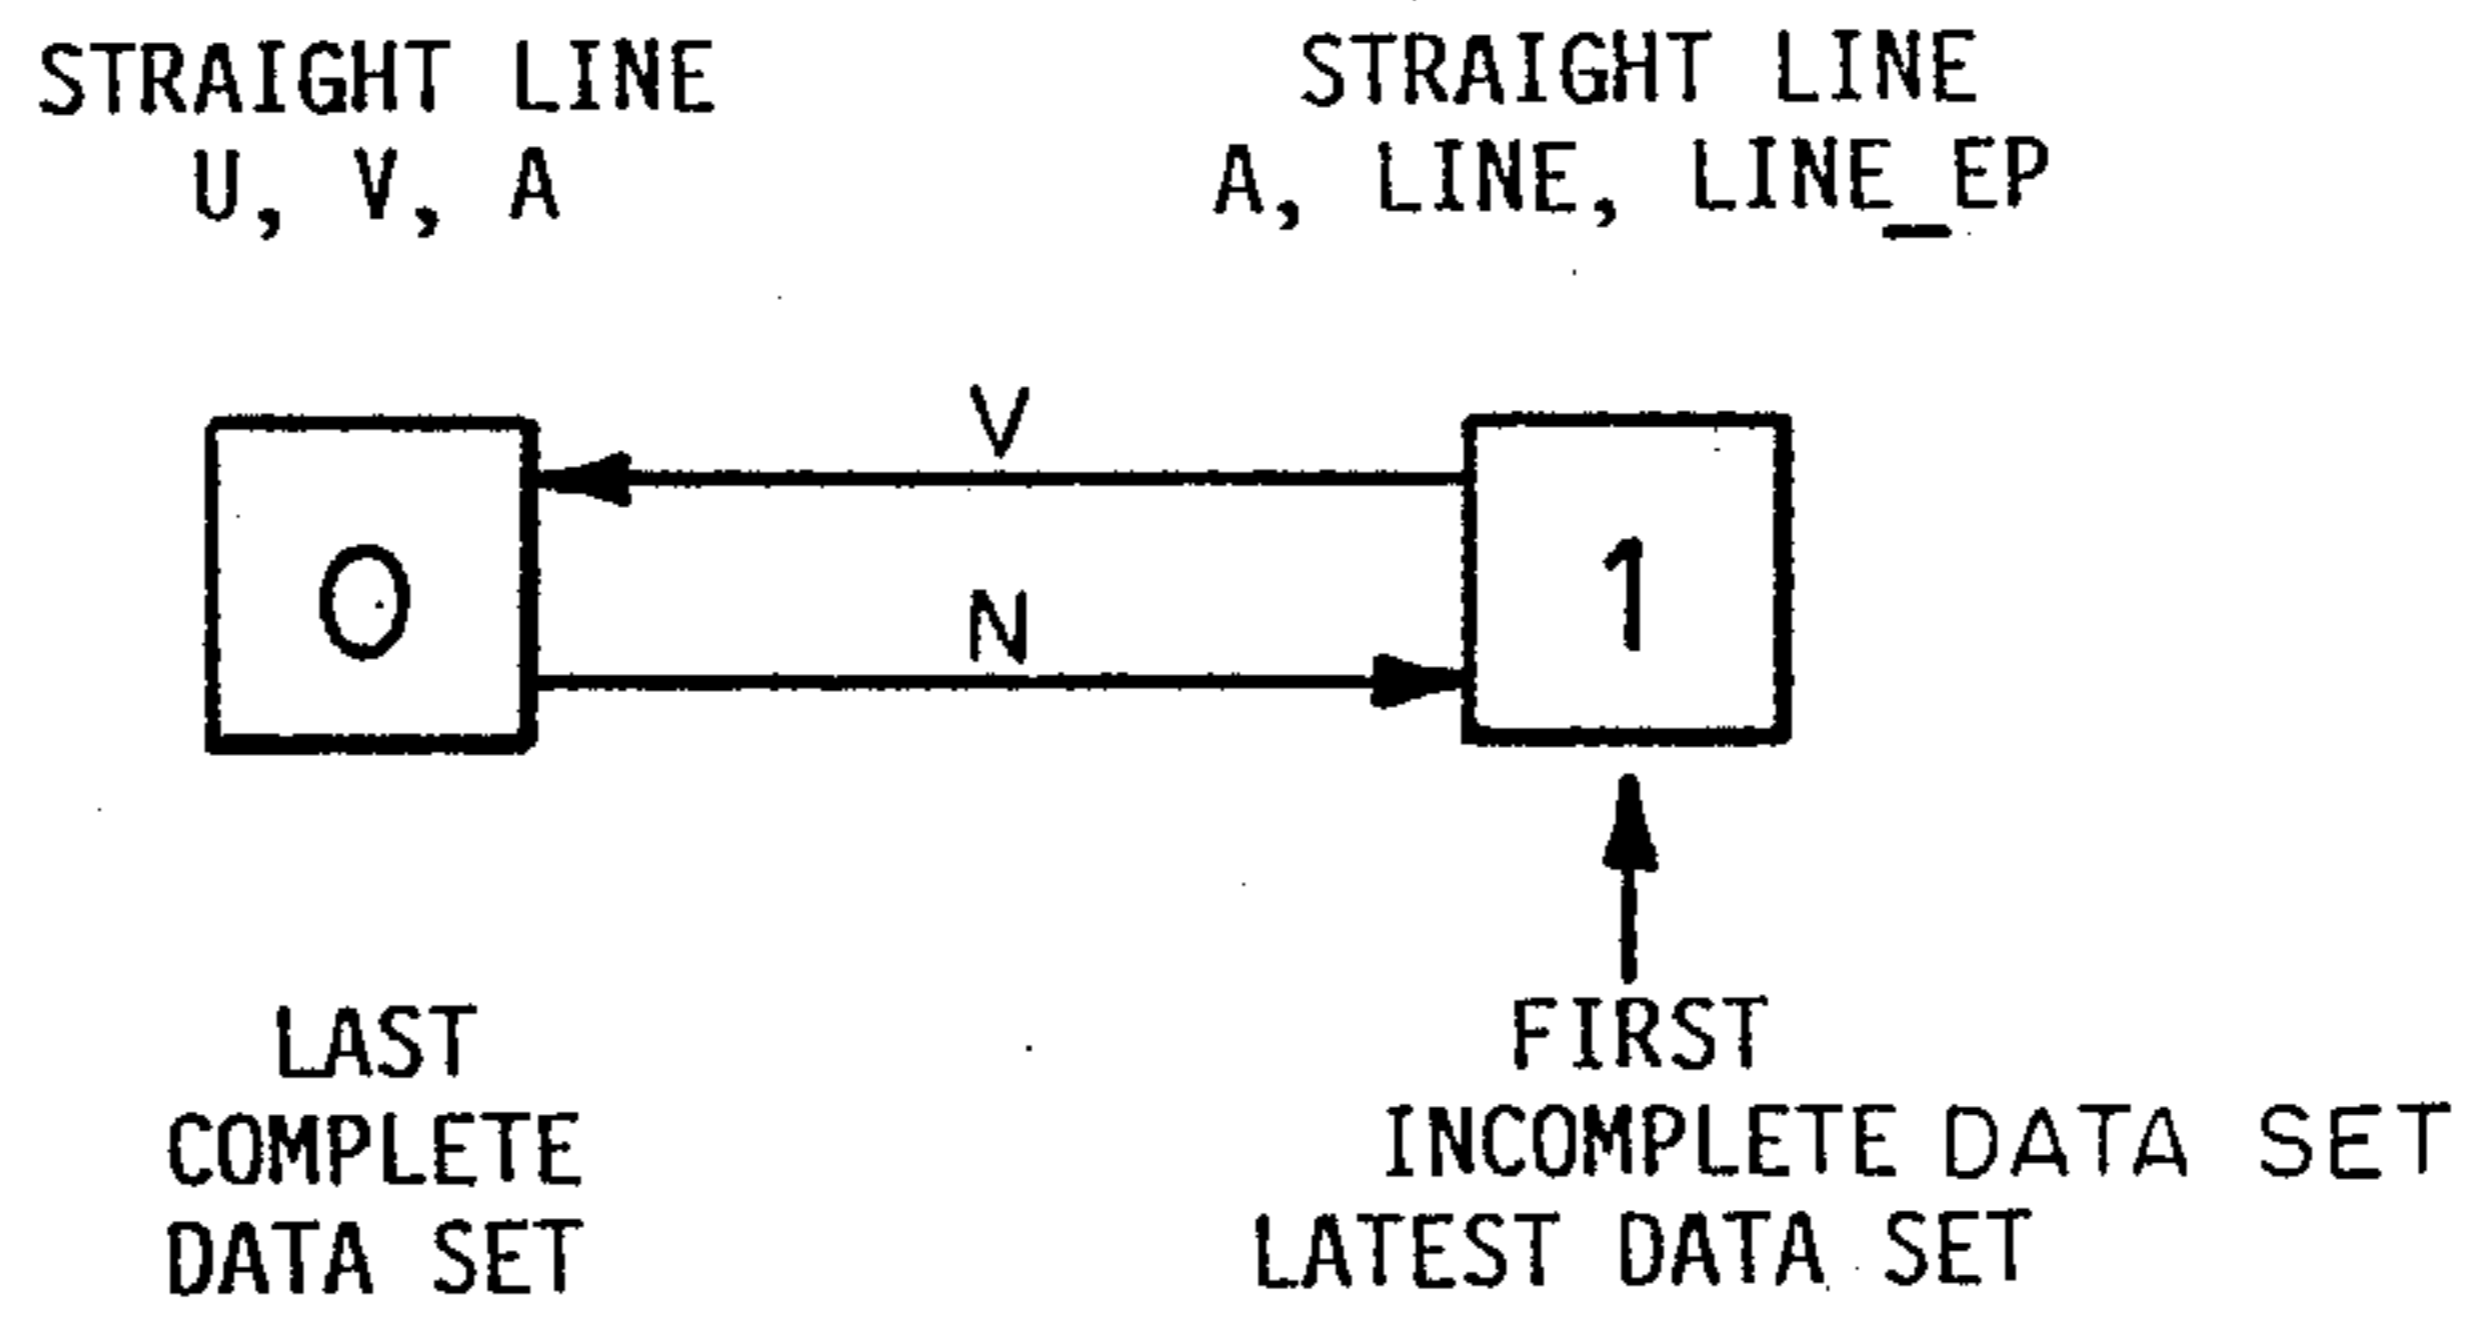 STRAIGHT LINE
U, V, A
STRAIGHT LINE
A, LINE, LINE_EP
V
0
N
1
LAST
COMPLETE
DATA SET
FIRST
INCOMPLETE DATA SET
LATEST DATA SET